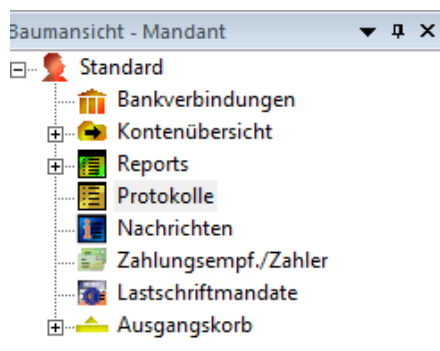 Baumansicht - Mandant
Standard
Bankverbindungen
Kontenübersicht
Reports
Protokolle
Nachrichten
Zahlungsempf./Zahler
Lastschriftmandate
Ausgangskorb